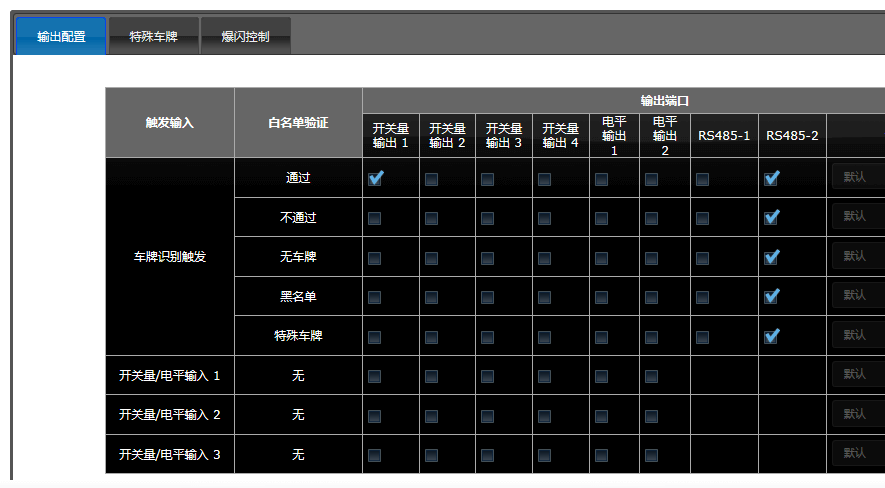 输出配置 特殊车牌 爆闪控制
触发输入 白名单验证 输出端口
开关量输出 1 开关量输出 2 开关量输出 3 开关量输出 4 电平输出 1 电平输出 2 RS485-1 RS485-2
车牌识别触发
通过 默认
不通过 默认
无车牌 默认
黑名单 默认
特殊车牌 默认
开关量/电平输入 1 无 默认
开关量/电平输入 2 无 默认
开关量/电平输入 3 无 默认